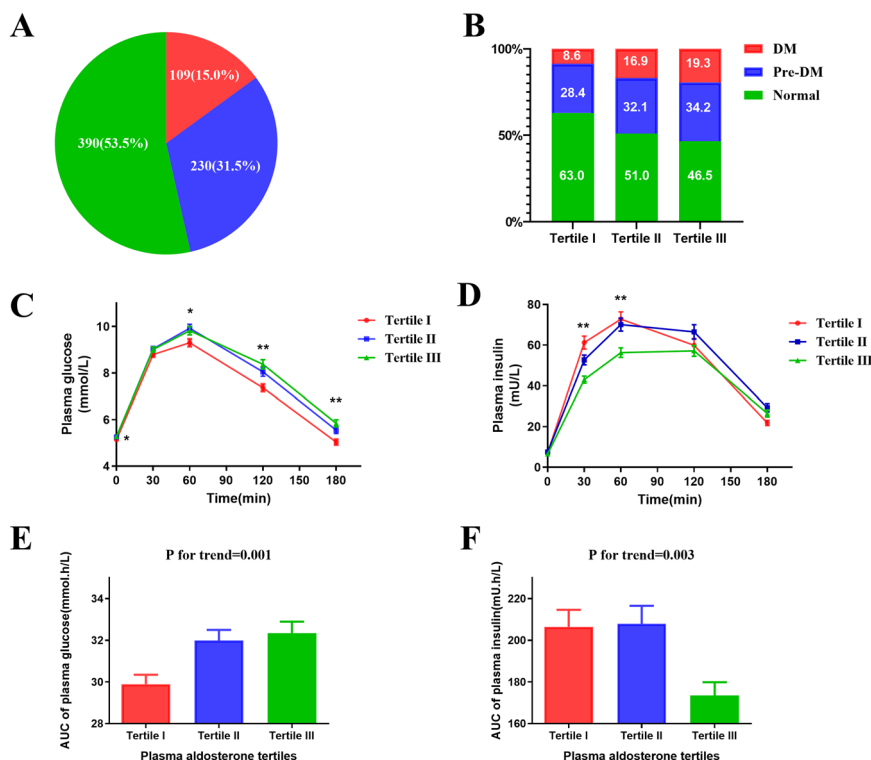 A
109(15.0%)
390(53.5%)
230(31.5%)
B
100%
50%
0%
8.6
16.9
19.3
28.4
32.1
34.2
63.0
51.0
46.5
Tertile I
Tertile II
Tertile III
DM
Pre-DM
Normal
C
Plasma glucose
(mmol/L)
10
8
6
4
*
*
**
**
0
30
60
90
120
150
180
Time(min)
Tertile I
Tertile II
Tertile III
D
Plasma insulin
(mU/L)
80
60
40
20
0
**
**
0
30
60
90
120
150
180
Time(min)
Tertile I
Tertile II
Tertile III
E
P for trend=0.001
AUC of plasma glucose(mmol.h/L)
34
32
30
28
Tertile I
Tertile II
Tertile III
Plasma aldosterone tertiles
F
P for trend=0.003
AUC of plasma insulin(mU.h/L)
220
200
180
160
Tertile I
Tertile II
Tertile III
Plasma aldosterone tertiles